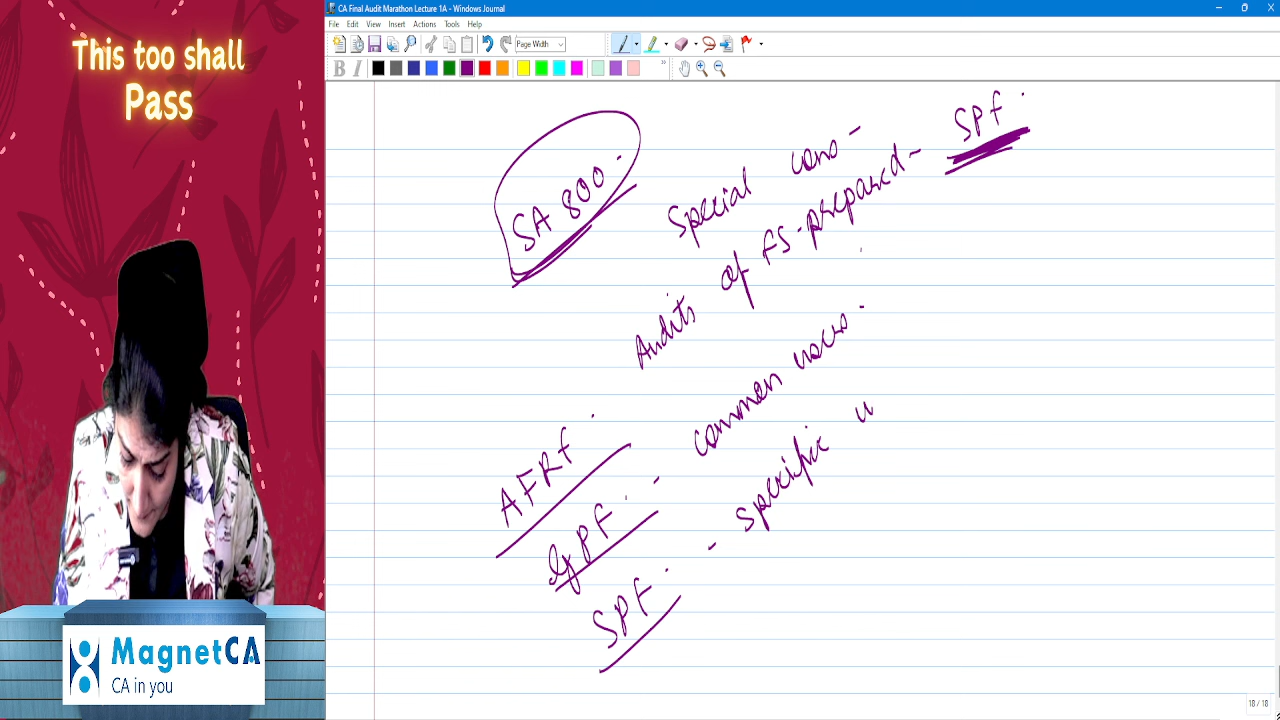 This too shall
Pass
CA Final Audit Marathon Lecture 1A - Windows Journal
File Edit View Insert Actions Tools Help
Page Width
B I
SA 800.
Special cons -
Audits of FS - prepared - SPF.
AFRF.
GPF. - common users.
SPF. - specific u
MagnetCA
CA in you
18 / 18